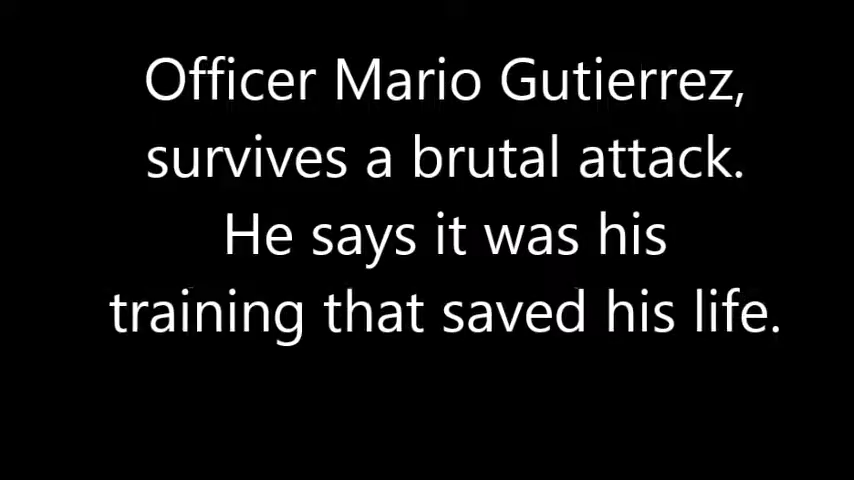 Officer Mario Gutierrez,
survives a brutal attack.
He says it was his
training that saved his life.